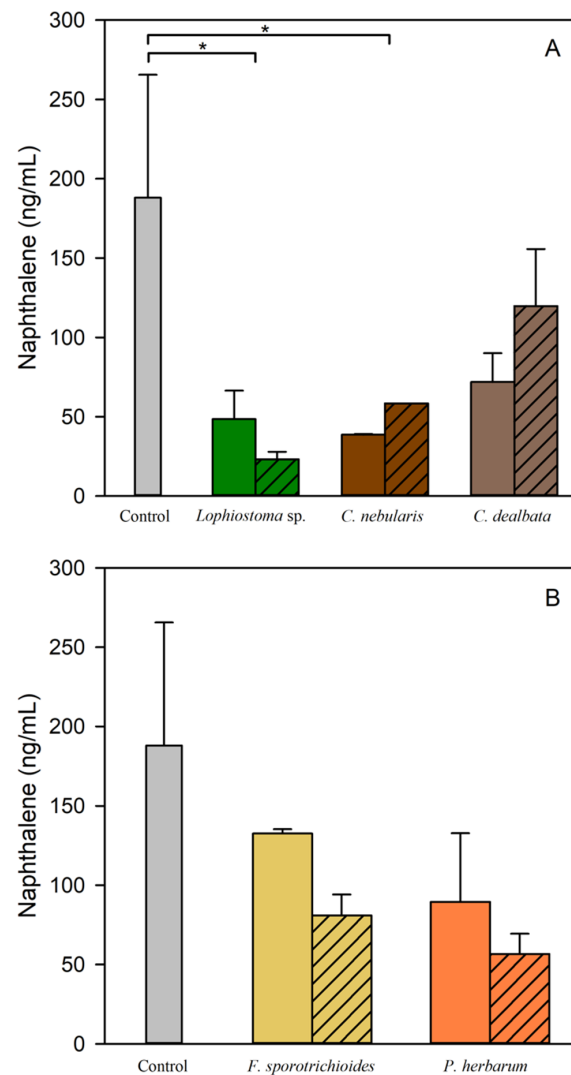 A
*
*
300
250
200
150
100
50
0
Naphthalene (ng/mL)
Control Lophiostoma sp. C. nebularis C. dealbata
B
300
250
200
150
100
50
0
Naphthalene (ng/mL)
Control F. sporotrichioides P. herbarum